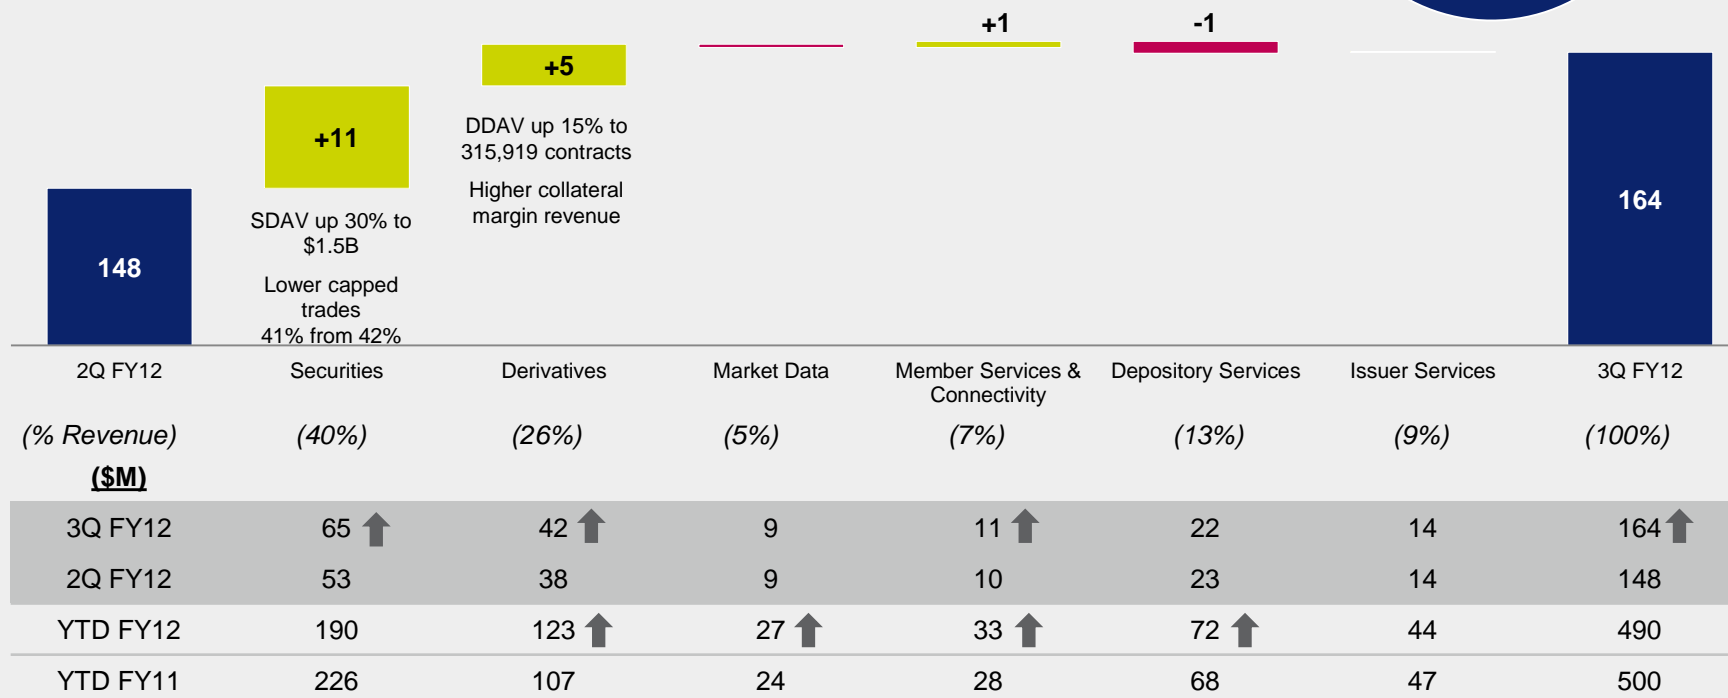 +1
-1
+5
+11
DDAV up 15% to
315,919 contracts
Higher collateral
margin revenue
148
SDAV up 30% to
$1.5B
Lower capped
trades
41% from 42%
164
2Q FY12 Securities Derivatives Market Data Member Services & Depository Services Issuer Services 3Q FY12
Connectivity
(% Revenue) (40%) (26%) (5%) (7%) (13%) (9%) (100%)
($M)
3Q FY12 65 42 9 11 22 14 164
2Q FY12 53 38 9 10 23 14 148
YTD FY12 190 123 27 33 72 44 490
YTD FY11 226 107 24 28 68 47 500